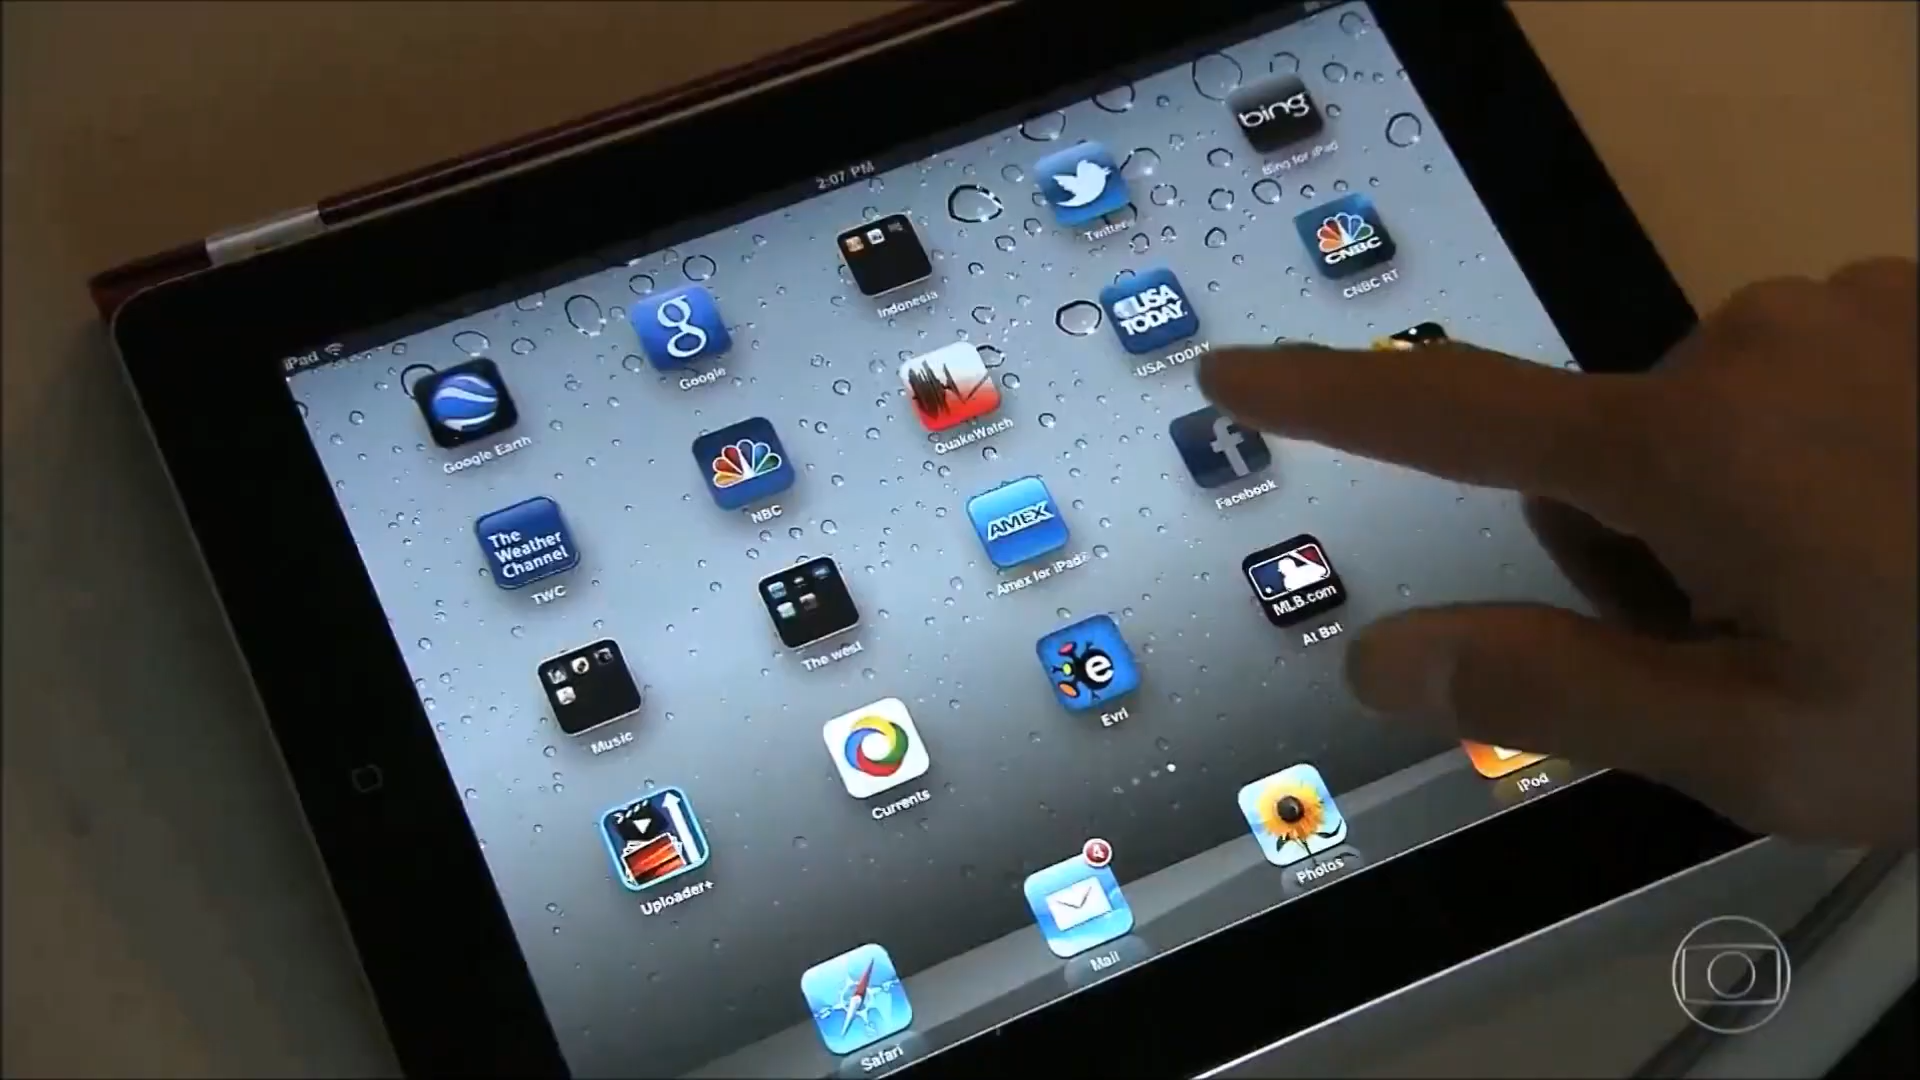 iPad
2:07 PM
Google Earth
g
Google
Indonesia
Twitter
bing
Bing for iPad
The
Weather
Channel
TWC
NBC
QuakeWatch
USA
TODAY
USA TODAY
CNBC
CNBC RT
Music
The west
AMEX
Amex for iPad®
f
Facebook
Uploader+
Currents
e
Evri
MLB.com
At Bat
Safari
4
Mail
Photos
iPod